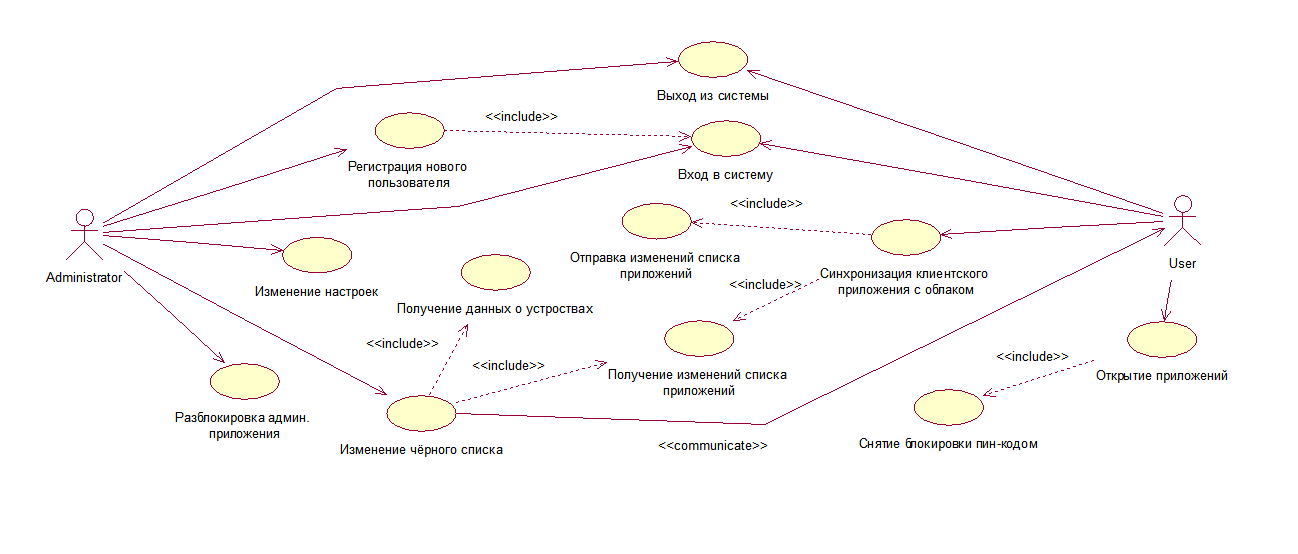 Выход из системы
<<include>>
Регистрация нового
пользователя
Вход в систему
<<include>>
Administrator
User
Отправка изменений списка
приложений
Синхронизация клиентского
приложения с облаком
<<include>>
Изменение настроек
Получение данных о устроствах
<<include>>
<<include>>
Получение изменений списка
приложений
<<include>>
Открытие приложений
Разблокировка админ.
приложения
Изменение чёрного списка
<<communicate>>
Снятие блокировки пин-кодом